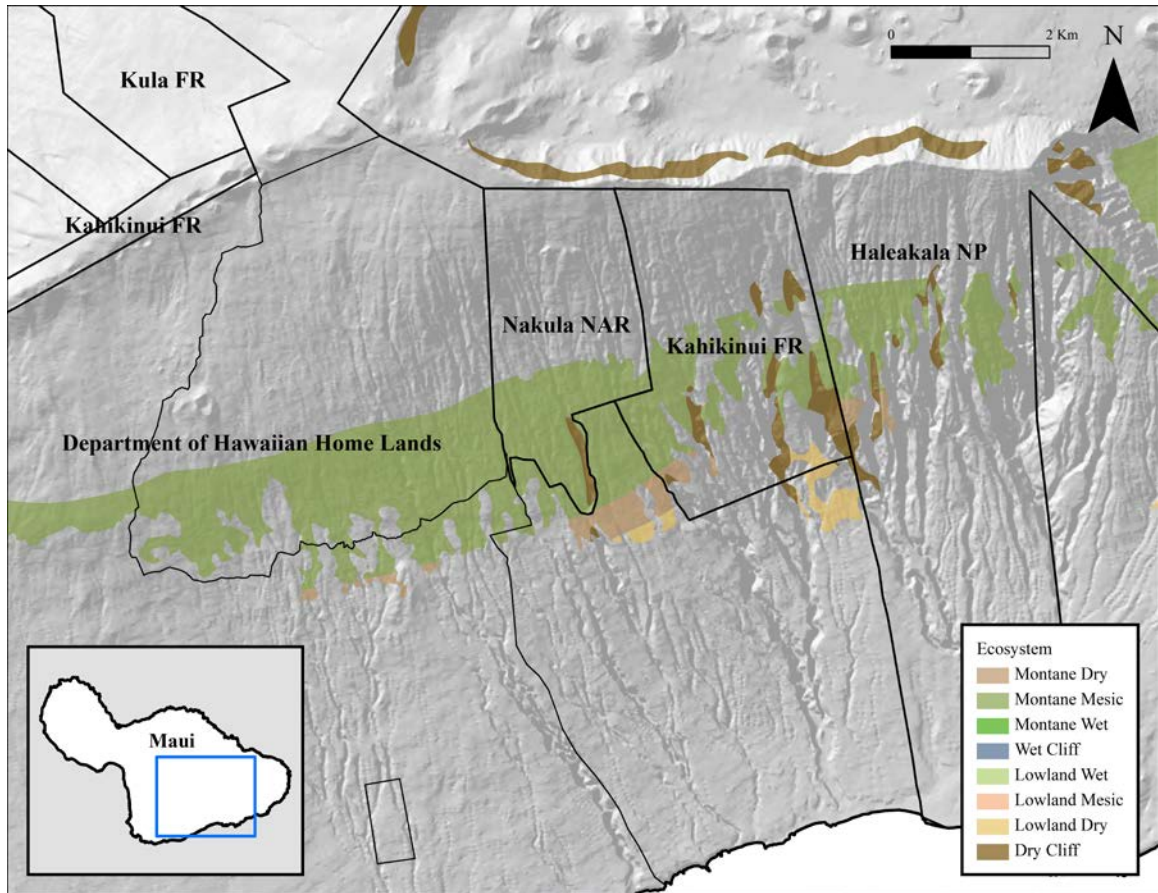 0 2 Km
N
Kula FR
Kahikinui FR
Haleakala NP
Nakula NAR
Kahikinui FR
Department of Hawaiian Home Lands
Maui
Ecosystem
Montane Dry
Montane Mesic
Montane Wet
Wet Cliff
Lowland Wet
Lowland Mesic
Lowland Dry
Dry Cliff